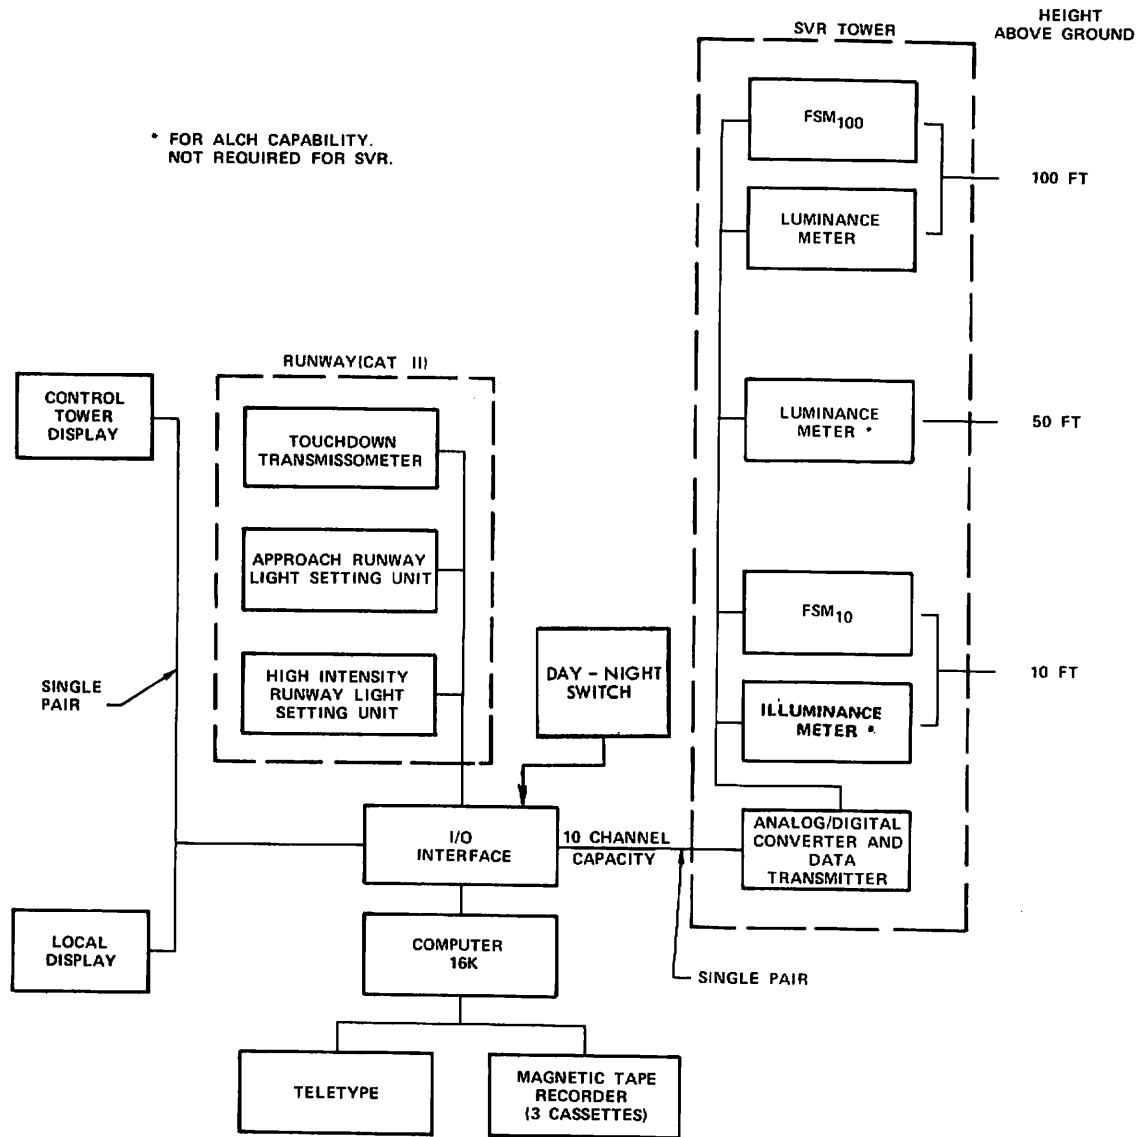 HEIGHT
ABOVE GROUND
SVR TOWER
* FOR ALCH CAPABILITY.
NOT REQUIRED FOR SVR.
FSM100
100 FT
LUMINANCE
METER
RUNWAY(CAT II)
CONTROL
TOWER
DISPLAY
TOUCHDOWN
TRANSMISSOMETER
LUMINANCE
METER *
50 FT
APPROACH RUNWAY
LIGHT SETTING UNIT
FSM10
SINGLE
PAIR
HIGH INTENSITY
RUNWAY LIGHT
SETTING UNIT
DAY - NIGHT
SWITCH
10 FT
ILLUMINANCE
METER *
I/O
INTERFACE
10 CHANNEL
CAPACITY
ANALOG/DIGITAL
CONVERTER AND
DATA
TRANSMITTER
LOCAL
DISPLAY
COMPUTER
16K
SINGLE PAIR
TELETYPE
MAGNETIC TAPE
RECORDER
(3 CASSETTES)